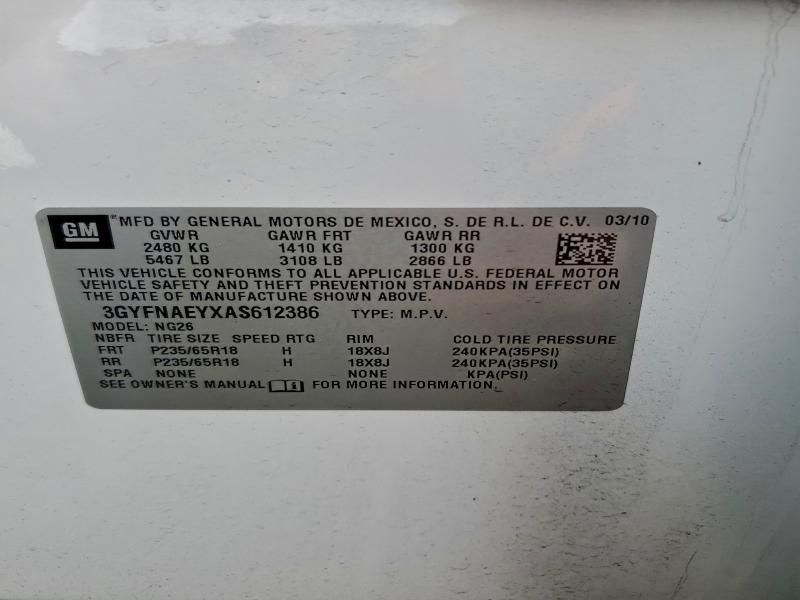 GM ® MFD BY GENERAL MOTORS DE MEXICO, S. DE R.L. DE C.V. 03/10
GVWR GAWR FRT GAWR RR
2480 KG 1410 KG 1300 KG
5467 LB 3108 LB 2866 LB
THIS VEHICLE CONFORMS TO ALL APPLICABLE U.S. FEDERAL MOTOR
VEHICLE SAFETY AND THEFT PREVENTION STANDARDS IN EFFECT ON
THE DATE OF MANUFACTURE SHOWN ABOVE.
3GYFNAEYXAS612386 TYPE: M.P.V.
MODEL: NG26
NBFR TIRE SIZE SPEED RTG RIM COLD TIRE PRESSURE
FRT P235/65R18 H 18X8J 240KPA(35PSI)
RR P235/65R18 H 18X8J 240KPA(35PSI)
SPA NONE NONE KPA(PSI)
SEE OWNER'S MANUAL FOR MORE INFORMATION.